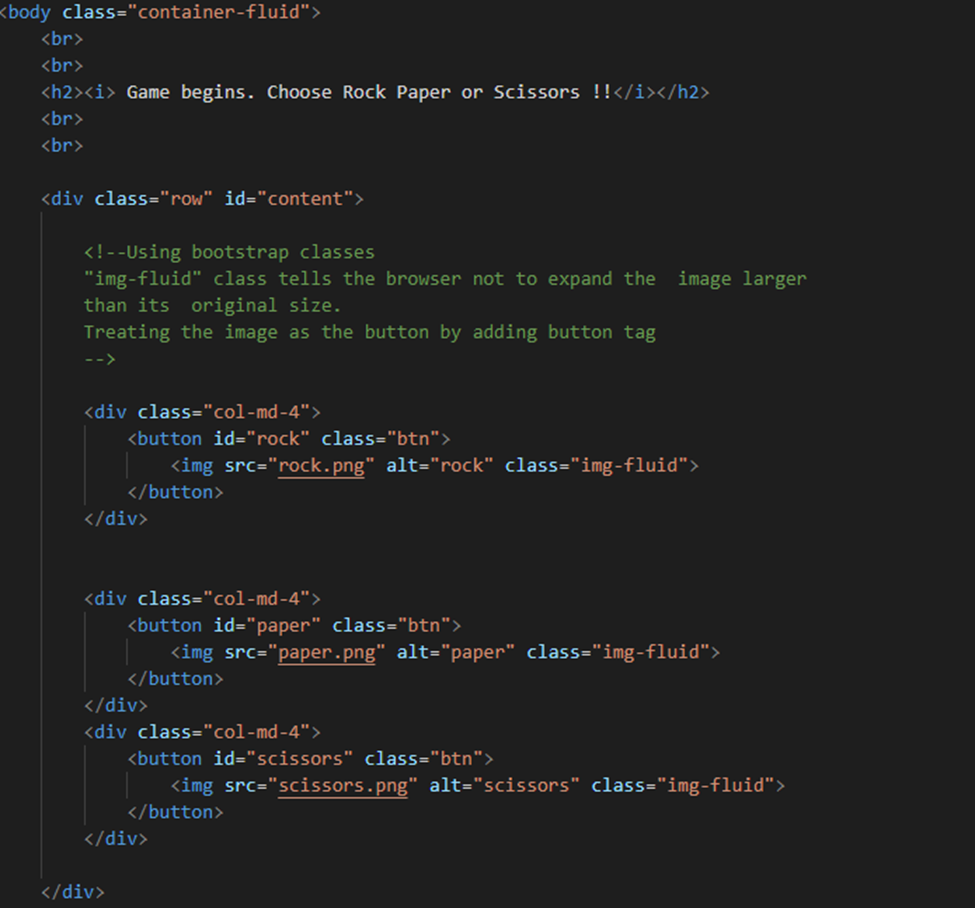 <body class="container-fluid">
<br>
<br>
<h2><i> Game begins. Choose Rock Paper or Scissors !!</i></h2>
<br>
<br>
<div class="row" id="content">
<!--Using bootstrap classes
"img-fluid" class tells the browser not to expand the  image larger
than its  original size.
Treating the image as the button by adding button tag
-->
<div class="col-md-4">
<button id="rock" class="btn">
<img src="rock.png" alt="rock" class="img-fluid">
</button>
</div>
<div class="col-md-4">
<button id="paper" class="btn">
<img src="paper.png" alt="paper" class="img-fluid">
</button>
</div>
<div class="col-md-4">
<button id="scissors" class="btn">
<img src="scissors.png" alt="scissors" class="img-fluid">
</button>
</div>
</div>